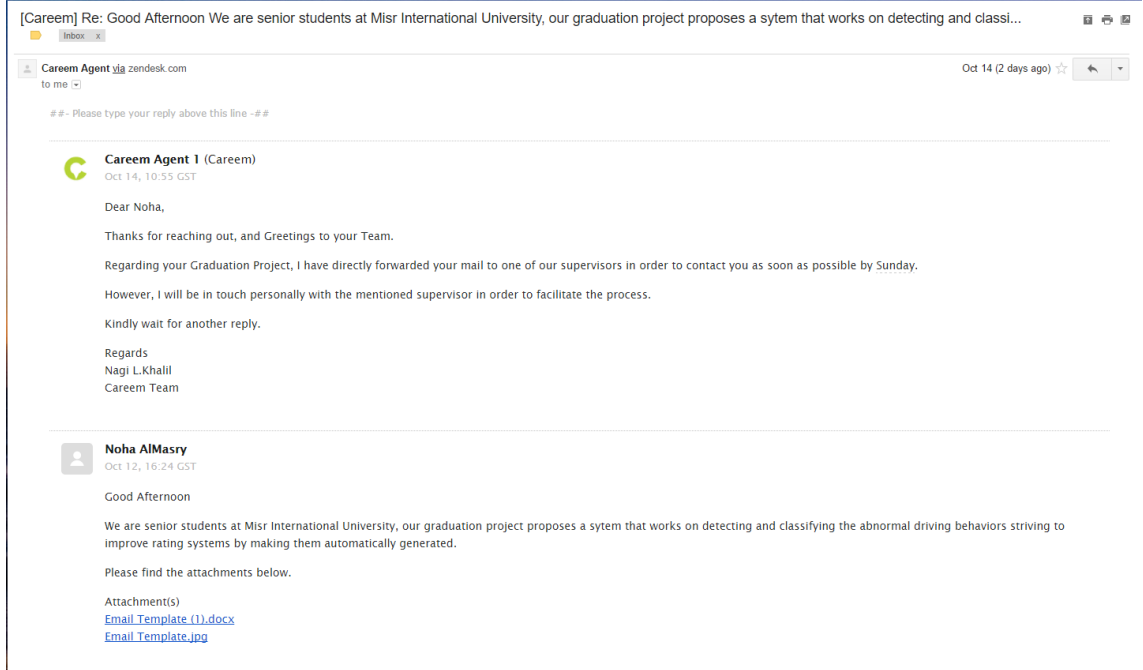 [Careem] Re: Good Afternoon We are senior students at Misr International University, our graduation project proposes a sytem that works on detecting and classi...
Inbox x
Careem Agent via zendesk.com
Oct 14 (2 days ago)
to me
##- Please type your reply above this line -##
Careem Agent 1 (Careem)
Oct 14, 10:55 GST
Dear Noha,
Thanks for reaching out, and Greetings to your Team.
Regarding your Graduation Project, I have directly forwarded your mail to one of our supervisors in order to contact you as soon as possible by Sunday.
However, I will be in touch personally with the mentioned supervisor in order to facilitate the process.
Kindly wait for another reply.
Regards
Nagi L.Khalil
Careem Team
Noha AlMasry
Oct 12, 16:24 GST
Good Afternoon
We are senior students at Misr International University, our graduation project proposes a sytem that works on detecting and classifying the abnormal driving behaviors striving to
improve rating systems by making them automatically generated.
Please find the attachments below.
Attachment(s)
Email Template (1).docx
Email Template.jpg